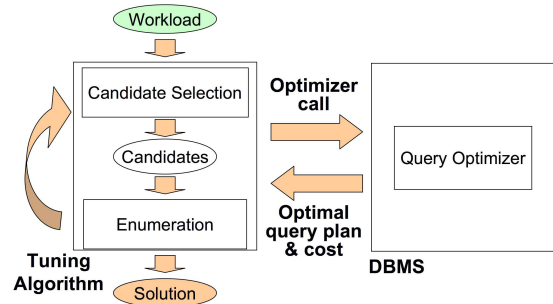 Workload
Candidate Selection
Candidates
Enumeration
Tuning
Algorithm
Solution
Optimizer
call
Optimal
query plan
& cost
Query Optimizer
DBMS